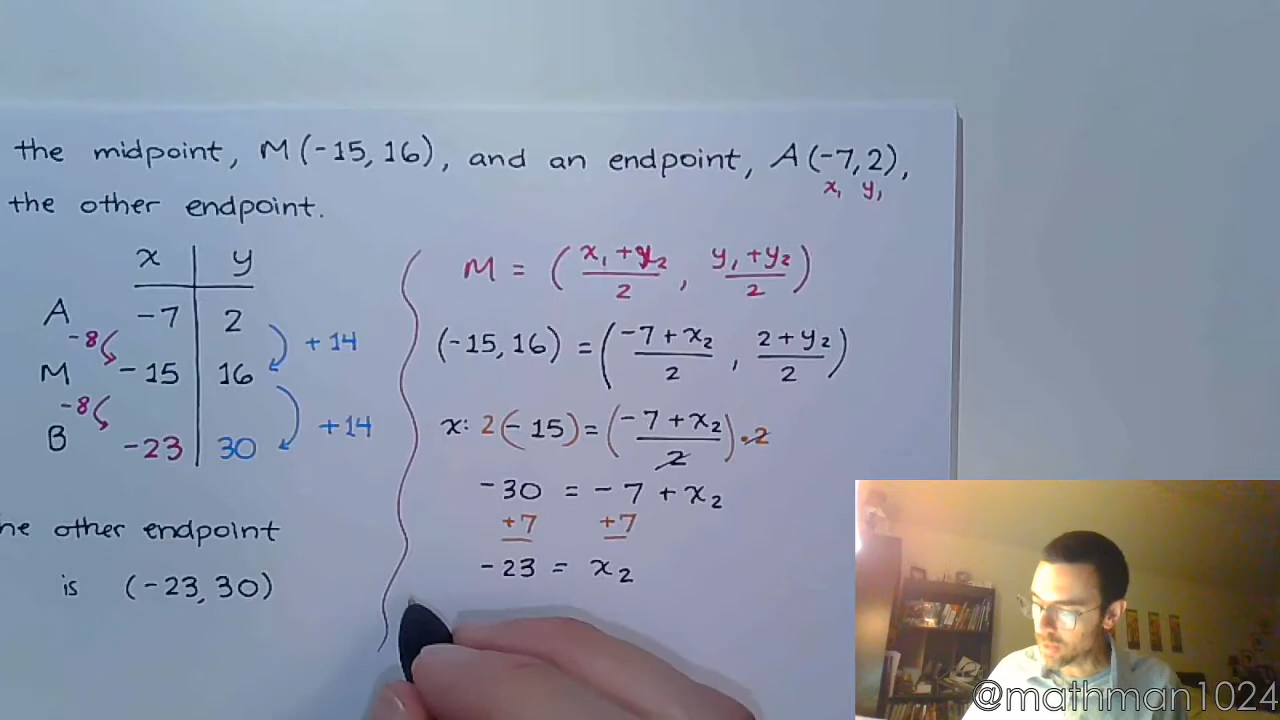 the midpoint, M(-15, 16), and an endpoint, A(-7, 2),
x₁ y₁
the other endpoint.
x y
A -7 2
-8 +14
M -15 16
-8 +14
B -23 30
he other endpoint
is (-23, 30)
M = (x₁ + x₂/2, y₁ + y₂/2)
(-15, 16) = (-7 + x₂/2, 2 + y₂/2)
x: 2(-15) = (-7 + x₂/2)·2
-30 = -7 + x₂
+7 +7
-23 = x₂
@mathman1024